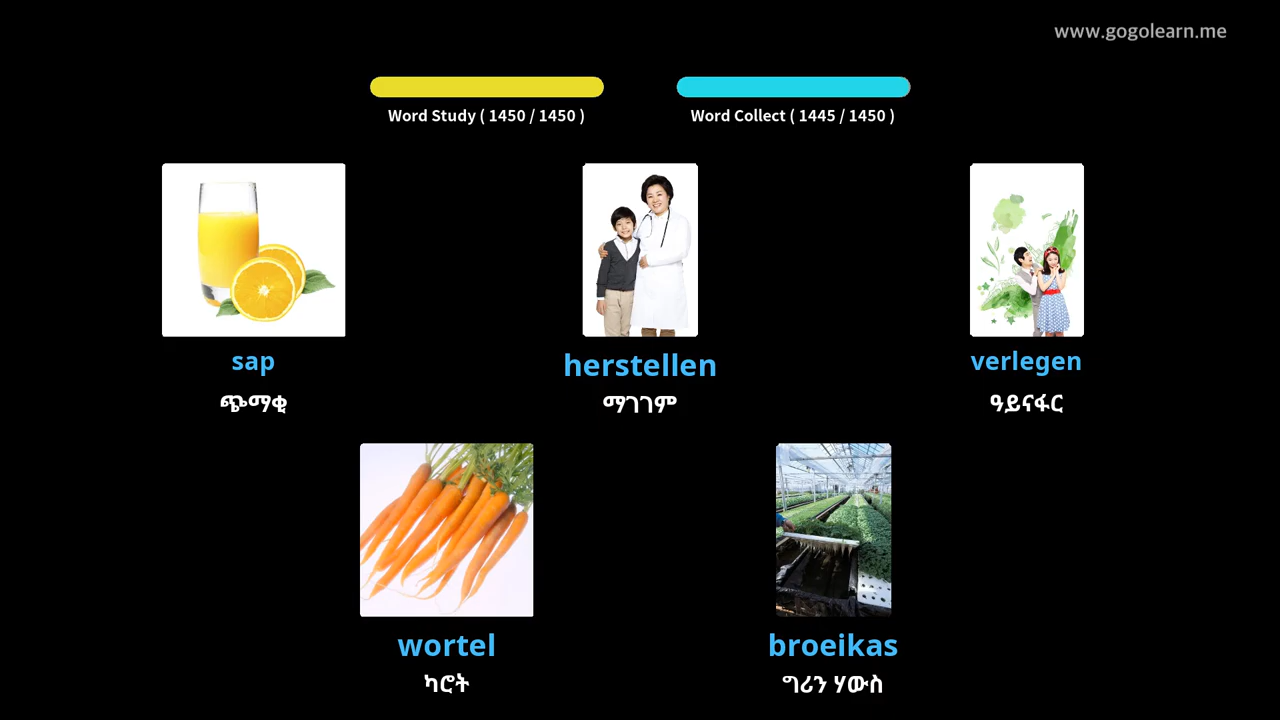 www.gogolearn.me
Word Study ( 1450 / 1450 )
Word Collect ( 1445 / 1450 )
sap
herstellen
verlegen
ጭማቂ
ማገገም
ዓይናፋር
wortel
broeikas
ካሮት
ግሪን ሃውስ